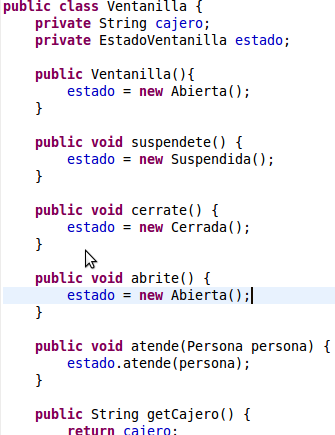 public class Ventanilla {
private String cajero;
private EstadoVentanilla estado;
public Ventanilla(){
estado = new Abierta();
}
public void suspendete() {
estado = new Suspendida();
}
public void cerrate() {
estado = new Cerrada();
}
public void abrite() {
estado = new Abierta();
}
public void atende(Persona persona) {
estado.atende(persona);
}
public String getCajero() {
return cajero;